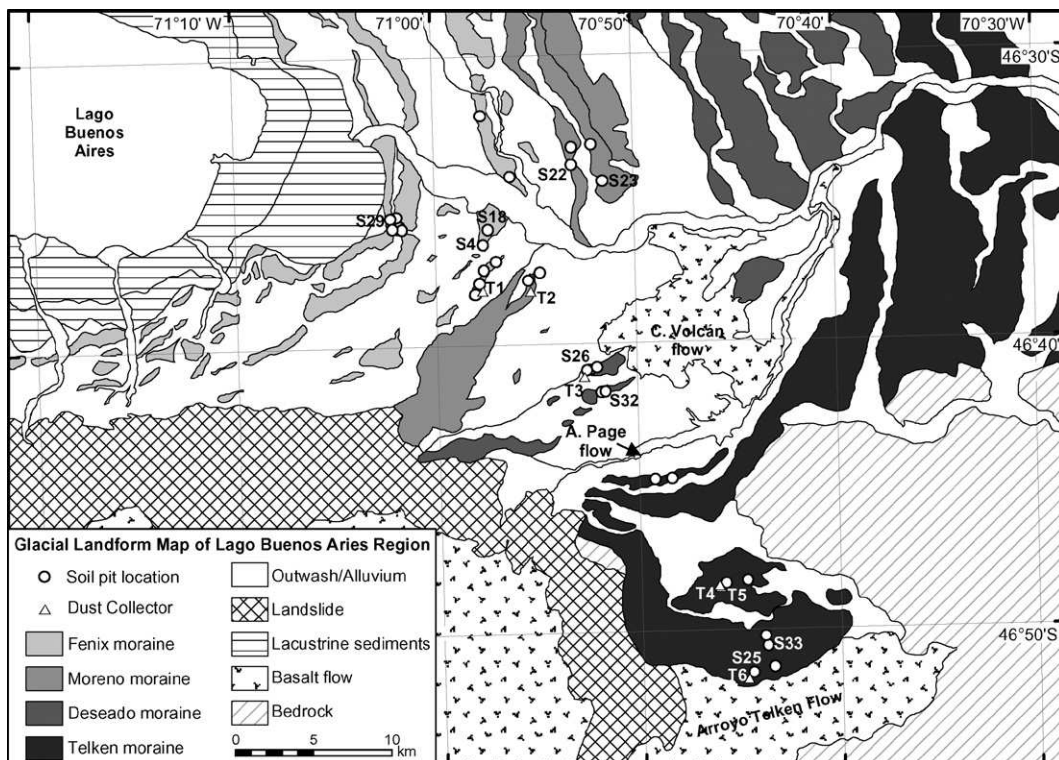 71°10' W
71°00'
70°50'
70°40'
70°30'
46°30'S
Lago
Buenos
Aires
S22
S23
S29
S18
S4
T1
T2
C. Volcán
flow
46°40'
S26
T3
S32
A. Page
flow
T4
T5
46°50'S
S33
S25
T6
Arroyo Telken Flow
Glacial Landform Map of Lago Buenos Aries Region
Soil pit location
Dust Collector
Fenix moraine
Moreno moraine
Deseado moraine
Telken moraine
Outwash/Alluvium
Landslide
Lacustrine sediments
Basalt flow
Bedrock
0 5 10
km